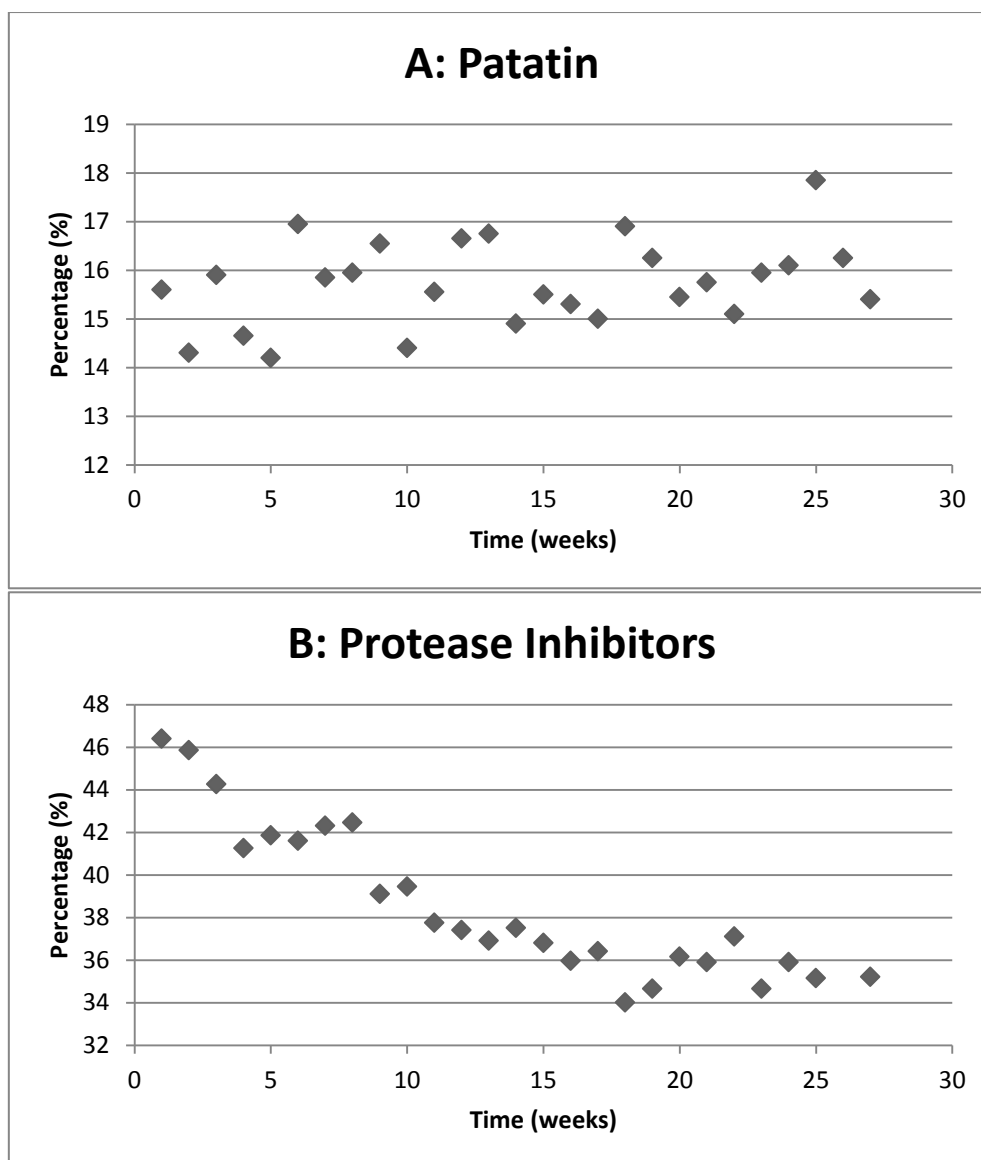 A: Patatin
Percentage (%)
19
18
17
16
15
14
13
12
0 5 10 15 20 25 30
Time (weeks)
B: Protease Inhibitors
Percentage (%)
48
46
44
42
40
38
36
34
32
0 5 10 15 20 25 30
Time (weeks)